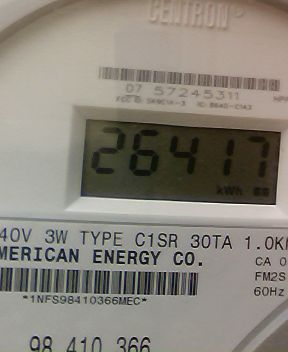 CENTRON®
07 57245311
26417
kWh
40V 3W TYPE C1SR 30TA 1.0K
MERICAN ENERGY CO.
CA 0
FM2S
60Hz
*1NFS98410366MEC*
98 410 366